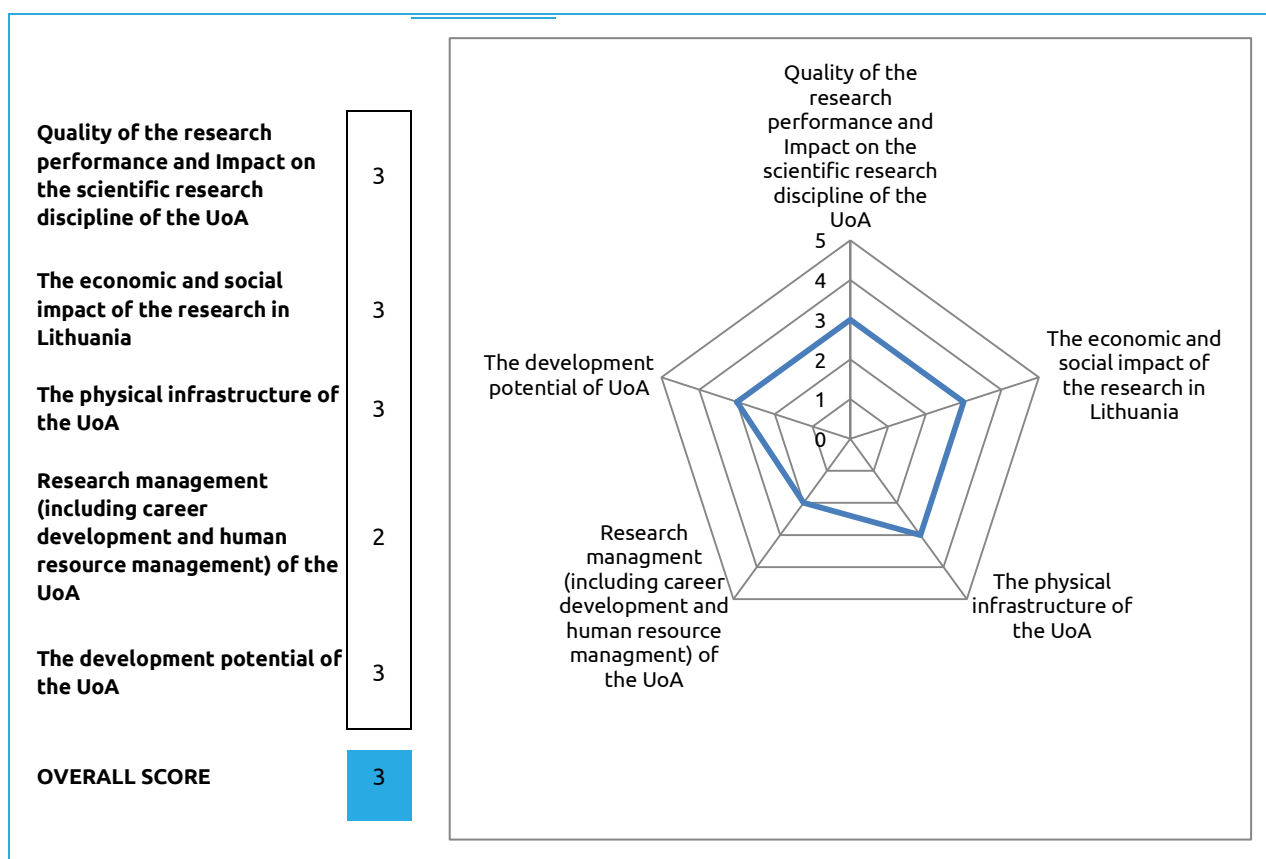 Quality of the research
performance and Impact on
the scientific research
discipline of the UoA
3
The economic and social
impact of the research in
Lithuania
3
The physical infrastructure of
the UoA
3
Research management
(including career
development and human
resource management) of the
UoA
2
The development potential of
the UoA
3
OVERALL SCORE
3
Quality of the
research
performance and
Impact on the
scientific research
discipline of the
UoA
5
4
3
2
1
0
The economic and
social impact of
the research in
Lithuania
The physical
infrastructure of
the UoA
Research
managment
(including career
development and
human resource
managment) of
the UoA
The development
potential of UoA